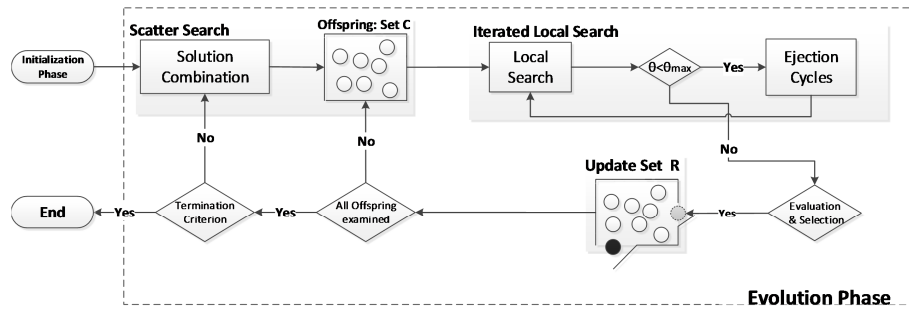 Scatter Search
Offspring: Set C
Iterated Local Search
Initialization
Phase
Solution
Combination
Local
Search
θ<θmax
Yes
Ejection
Cycles
No
No
No
Update Set R
End
Yes
Termination
Criterion
Yes
All Offspring
examined
Yes
Evaluation
& Selection
Evolution Phase